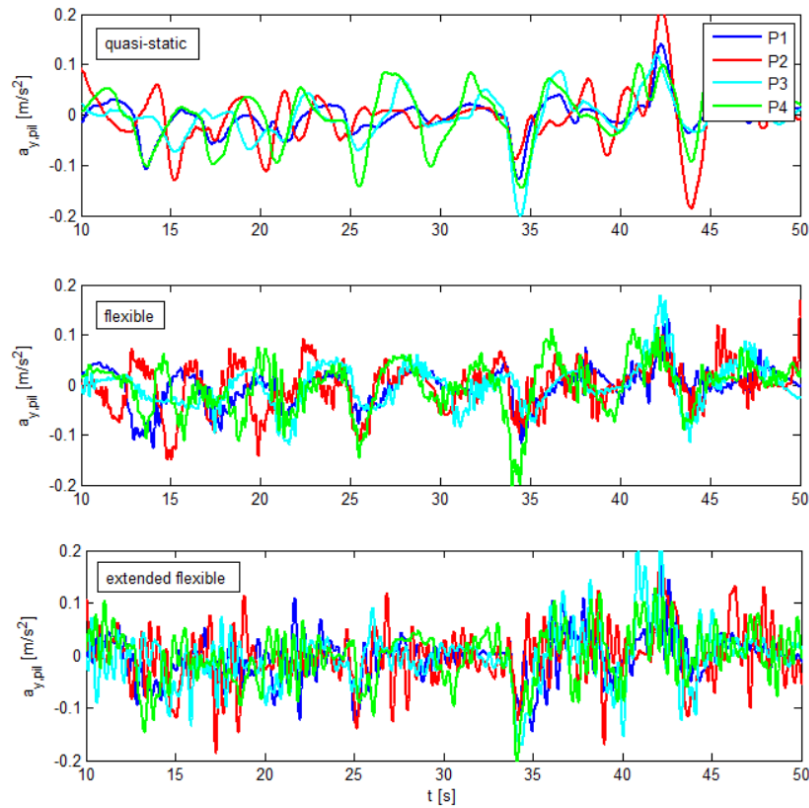 0.2
0.1
0
-0.1
-0.2
a_y,pil [m/s²]
quasi-static
P1
P2
P3
P4
10 15 20 25 30 35 40 45 50
0.2
0.1
0
-0.1
-0.2
a_y,pil [m/s²]
flexible
10 15 20 25 30 35 40 45 50
0.2
0.1
0
-0.1
-0.2
a_y,pil [m/s²]
extended flexible
10 15 20 25 30 35 40 45 50
t [s]